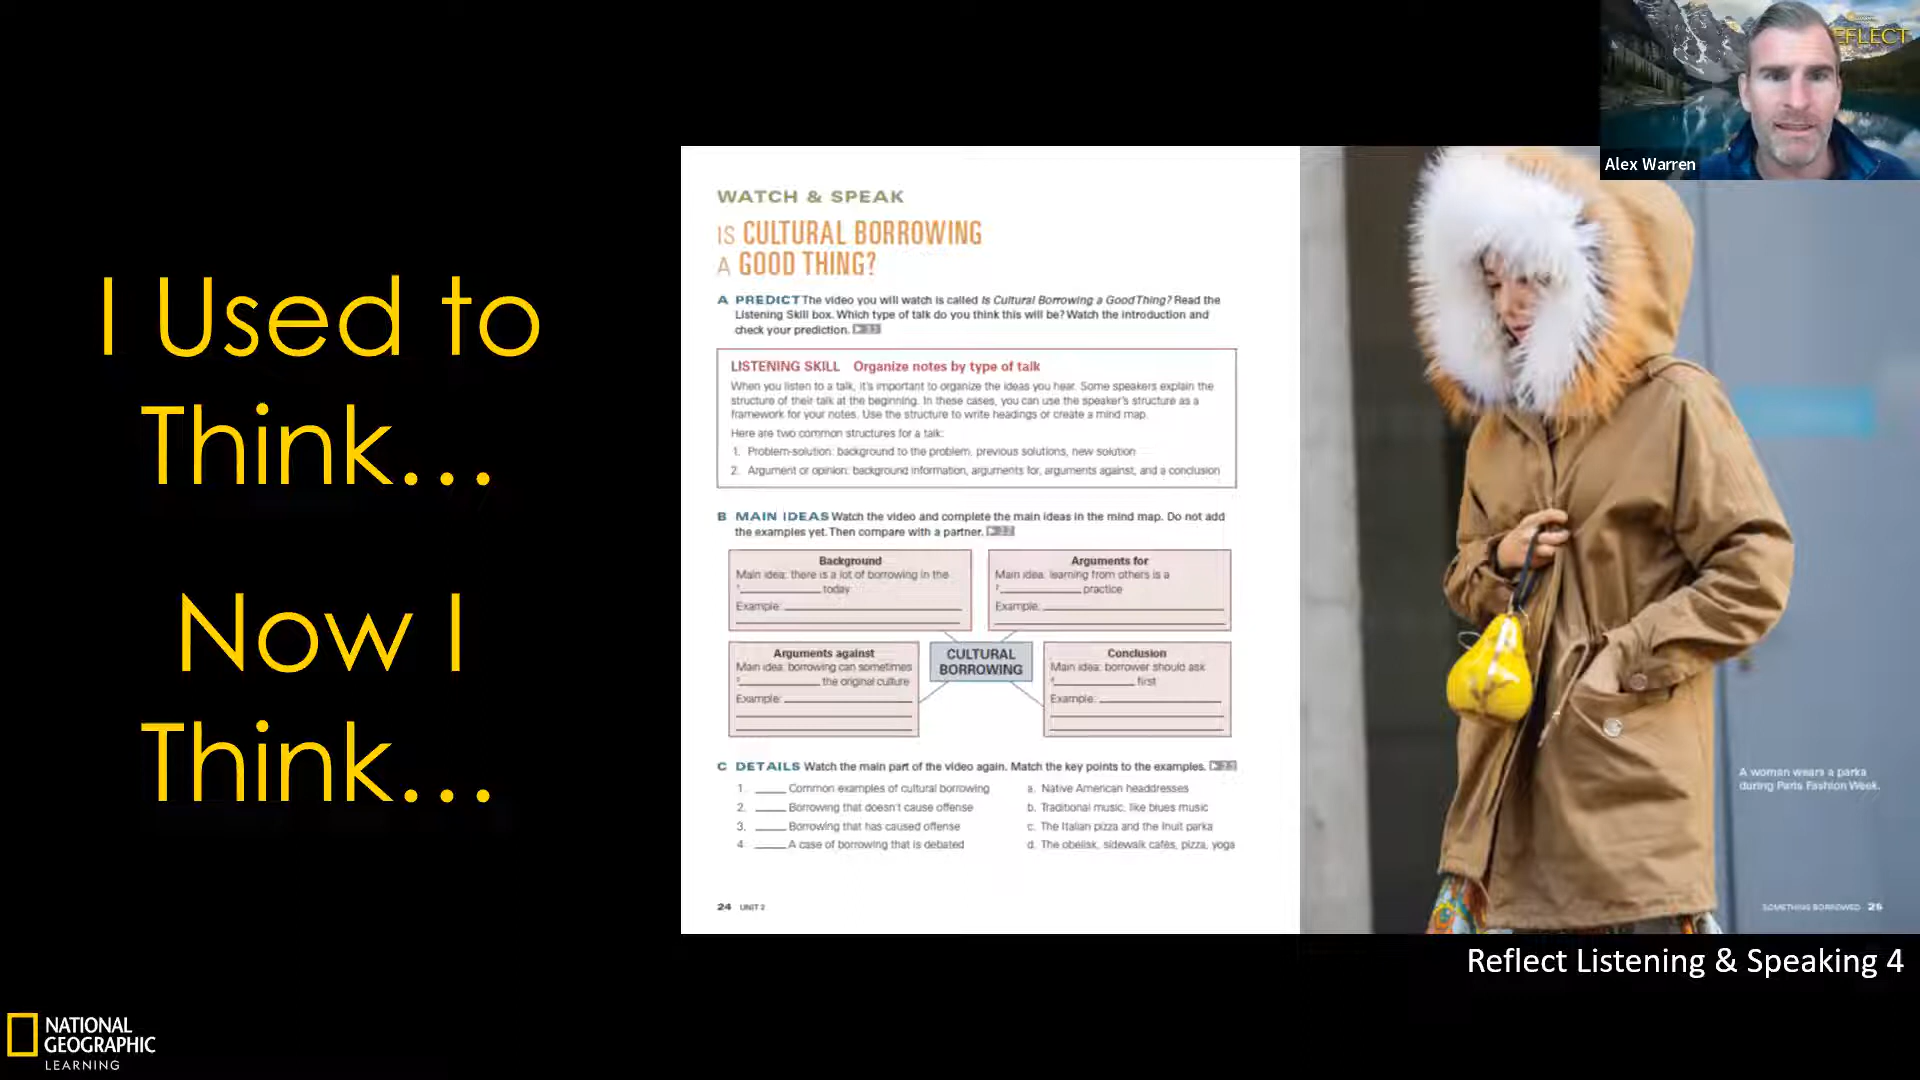 I Used to
Think...
Now I
Think...
WATCH & SPEAK
IS CULTURAL BORROWING
A GOOD THING?
A PREDICT The video you will watch is called Is Cultural Borrowing a Good Thing? Read the
Listening Skill box. Which type of talk do you think this will be? Watch the introduction and
check your prediction.
LISTENING SKILL Organize notes by type of talk
When you listen to a talk, it's important to organize the ideas you hear. Some speakers explain the
structure of their talk at the beginning. In these cases, you can use the speaker's structure as a
framework for your notes. Use the structure to write headings or create a mind map.
Here are two common structures for a talk:
1. Problem-solution: background to the problem, previous solutions, new solution
2. Argument or opinion: background information, arguments for, arguments against, and a conclusion
B MAIN IDEAS Watch the video and complete the main ideas in the mind map. Do not add
the examples yet. Then compare with a partner.
Background
Main idea: there is a lot of borrowing in the
____________ today
Example: ____________
Arguments for
Main idea: learning from others is a
____________ practice
Example: ____________
Arguments against
Main idea: borrowing can sometimes
____________ the original culture
Example: ____________
CULTURAL
BORROWING
Conclusion
Main idea: borrower should ask
____________ first
Example: ____________
C DETAILS Watch the main part of the video again. Match the key points to the examples.
1. _____ Common examples of cultural borrowing
2. _____ Borrowing that doesn't cause offense
3. _____ Borrowing that has caused offense
4. _____ A case of borrowing that is debated
a. Native American headdresses
b. Traditional music, like blues music
c. The Italian pizza and the Inuit parka
d. The obelisk, sidewalk cafés, pizza, yoga
24 UNIT 2
A woman wears a parka
during Paris Fashion Week.
SOMETHING BORROWED 25
EFLECT
Alex Warren
Reflect Listening & Speaking 4
NATIONAL
GEOGRAPHIC
LEARNING